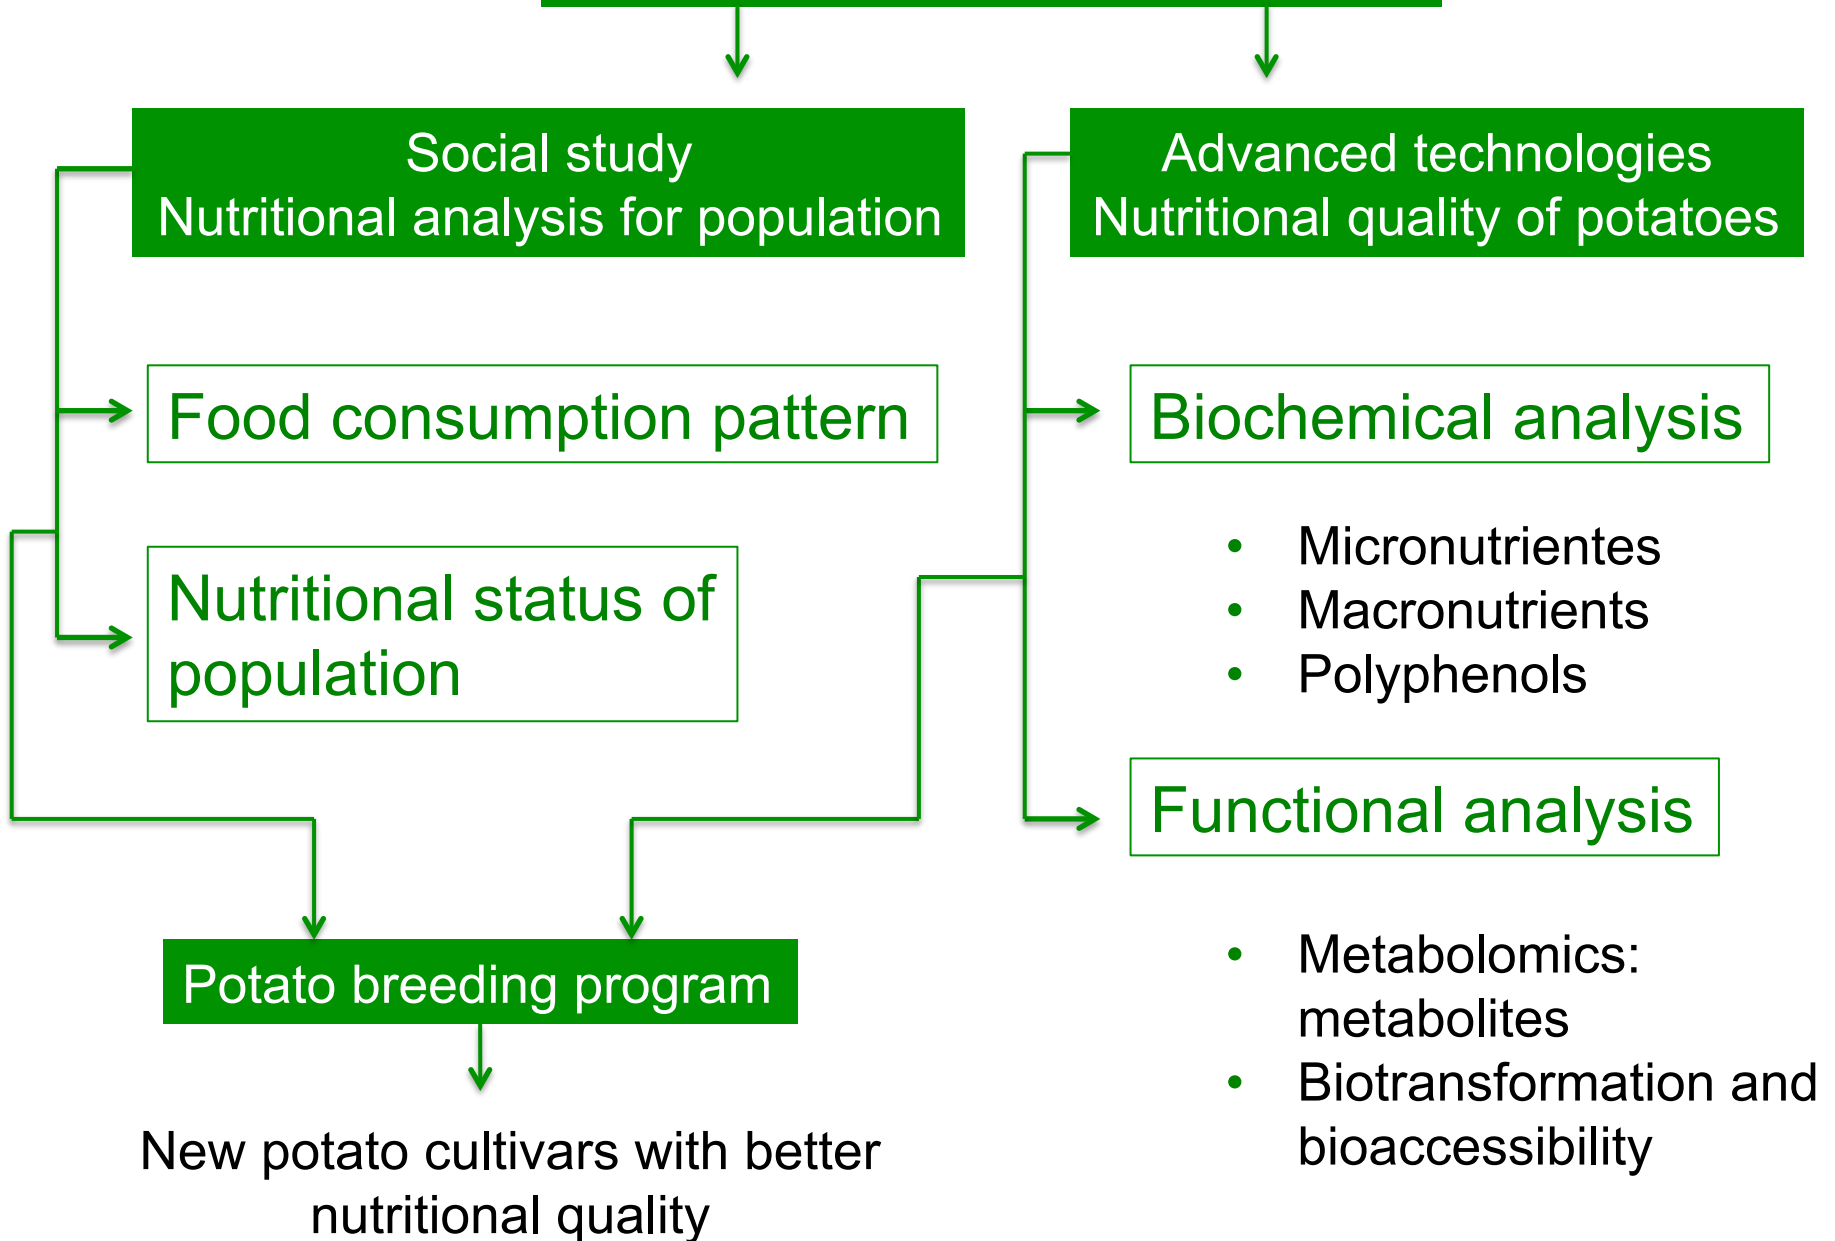 Social study
Nutritional analysis for population
Advanced technologies
Nutritional quality of potatoes
Food consumption pattern
Nutritional status of
population
Biochemical analysis
• Micronutrientes
• Macronutrients
• Polyphenols
Functional analysis
• Metabolomics:
metabolites
• Biotransformation and
bioaccessibility
Potato breeding program
New potato cultivars with better
nutritional quality